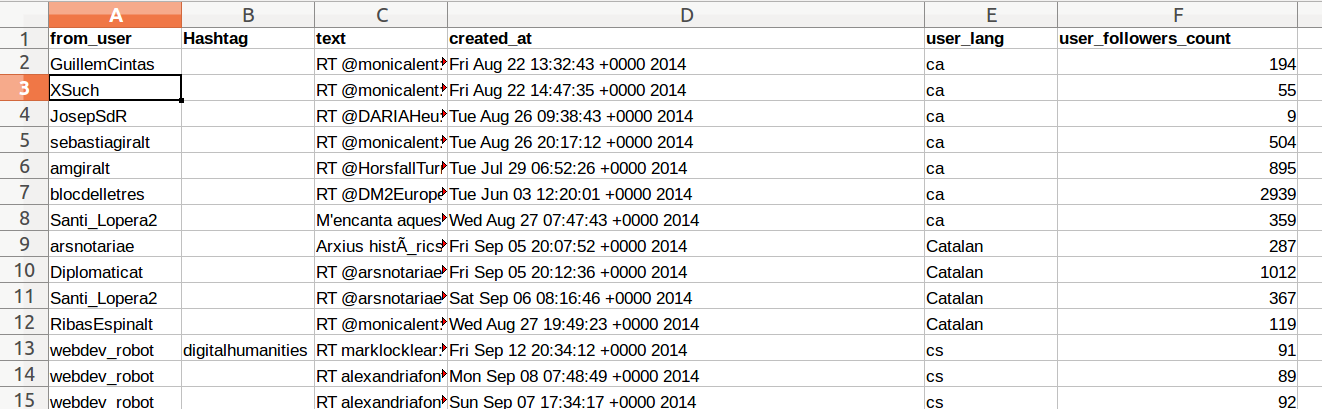 A B C D E F
1 from_user Hashtag text created_at user_lang user_followers_count
2 GuillemCintas RT @monicalent: Fri Aug 22 13:32:43 +0000 2014 ca 194
3 XSuch RT @monicalent: Fri Aug 22 14:47:35 +0000 2014 ca 55
4 JosepSdR RT @DARIAHeu: Tue Aug 26 09:38:43 +0000 2014 ca 9
5 sebastiagiralt RT @monicalent: Tue Aug 26 20:17:12 +0000 2014 ca 504
6 amgiralt RT @HorsfallTur Tue Jul 29 06:52:26 +0000 2014 ca 895
7 blocdelletres RT @DM2Europe Tue Jun 03 12:20:01 +0000 2014 ca 2939
8 Santi_Lopera2 M'encanta aques Wed Aug 27 07:47:43 +0000 2014 ca 359
9 arsnotariae Arxius histÃ_rics Fri Sep 05 20:07:52 +0000 2014 Catalan 287
10 Diplomaticat RT @arsnotariae Fri Sep 05 20:12:36 +0000 2014 Catalan 1012
11 Santi_Lopera2 RT @arsnotariae Sat Sep 06 08:16:46 +0000 2014 Catalan 367
12 RibasEspinalt RT @monicalent: Wed Aug 27 19:49:23 +0000 2014 Catalan 119
13 webdev_robot digitalhumanities RT marklocklear: Fri Sep 12 20:34:12 +0000 2014 cs 91
14 webdev_robot RT alexandriafon Mon Sep 08 07:48:49 +0000 2014 cs 89
15 webdev_robot RT alexandriafon Sun Sep 07 17:34:17 +0000 2014 cs 92